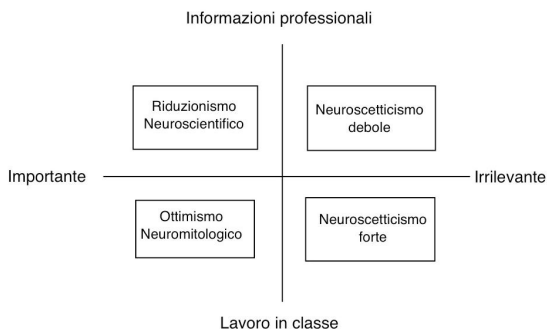 Informazioni professionali
Riduzionismo
Neuroscientifico
Neuroscetticismo
debole
Importante
Irrilevante
Ottimismo
Neuromitologico
Neuroscetticismo
forte
Lavoro in classe